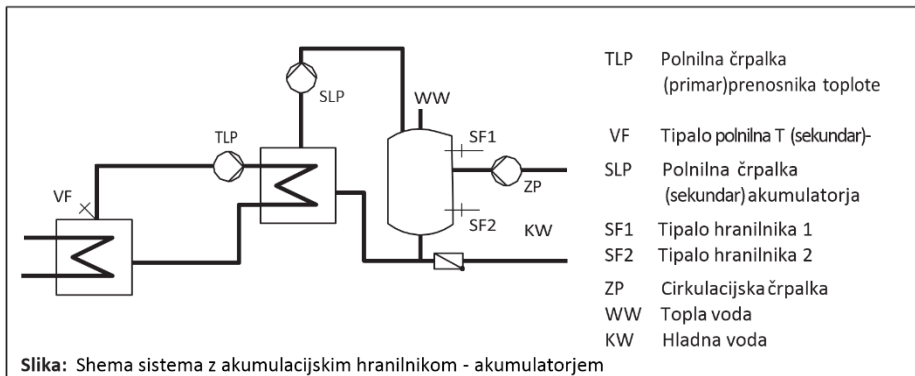 SLP
WW
TLP
SF1
VF
ZP
SF2
KW
TLP Polnilna črpalka
(primar)prenosnika toplote
VF Tipalo polnilna T (sekundar)-
SLP Polnilna črpalka
(sekundar) akumulatorja
SF1 Tipalo hranilnika 1
SF2 Tipalo hranilnika 2
ZP Cirkulacijska črpalka
WW Topla voda
KW Hladna voda
Slika: Shema sistema z akumulacijskim hranilnikom - akumulatorjem